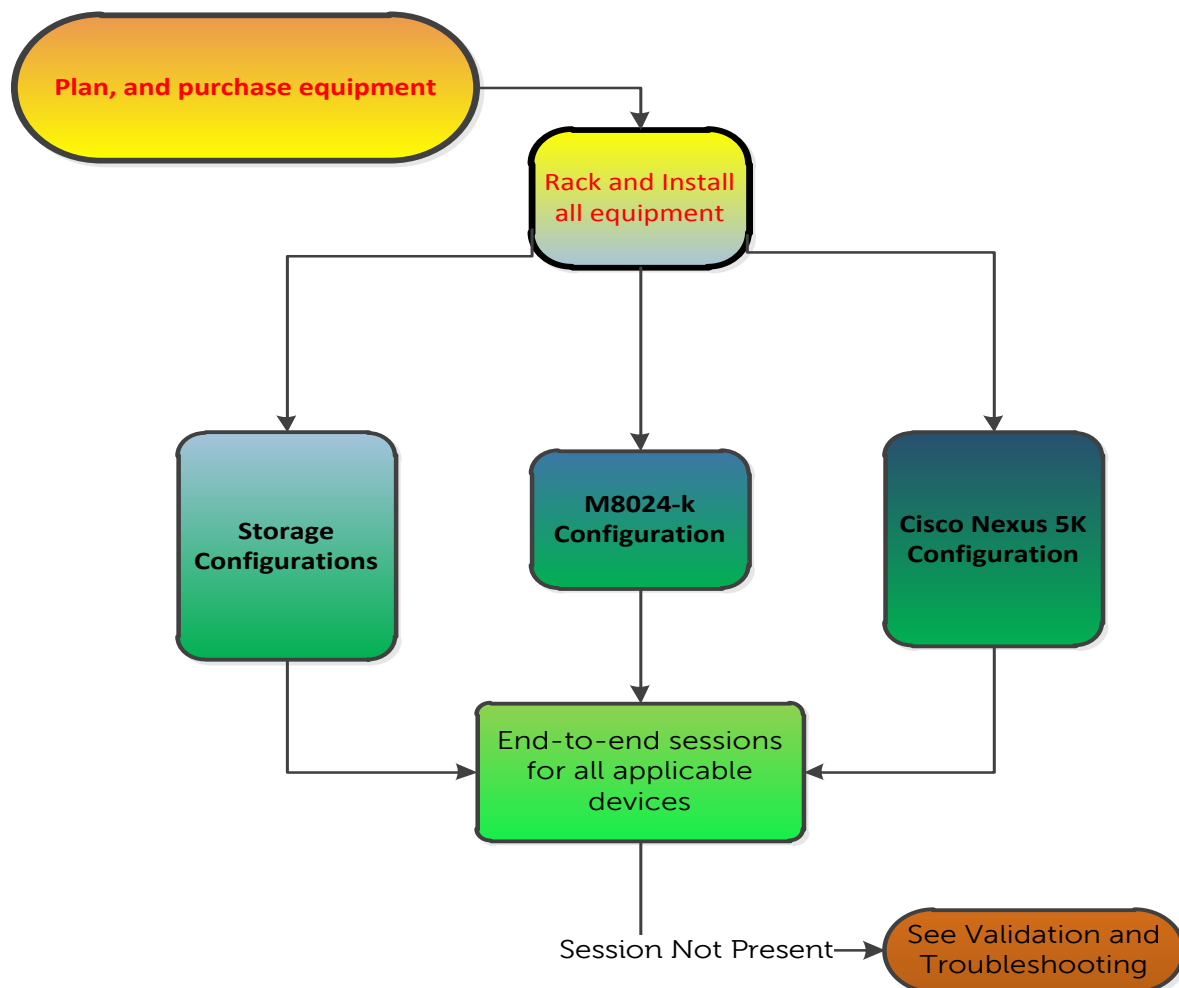 Plan, and purchase equipment
Rack and Install
all equipment
Storage
Configurations
M8024-k
Configuration
Cisco Nexus 5K
Configuration
End-to-end sessions
for all applicable
devices
Session Not Present
See Validation and
Troubleshooting